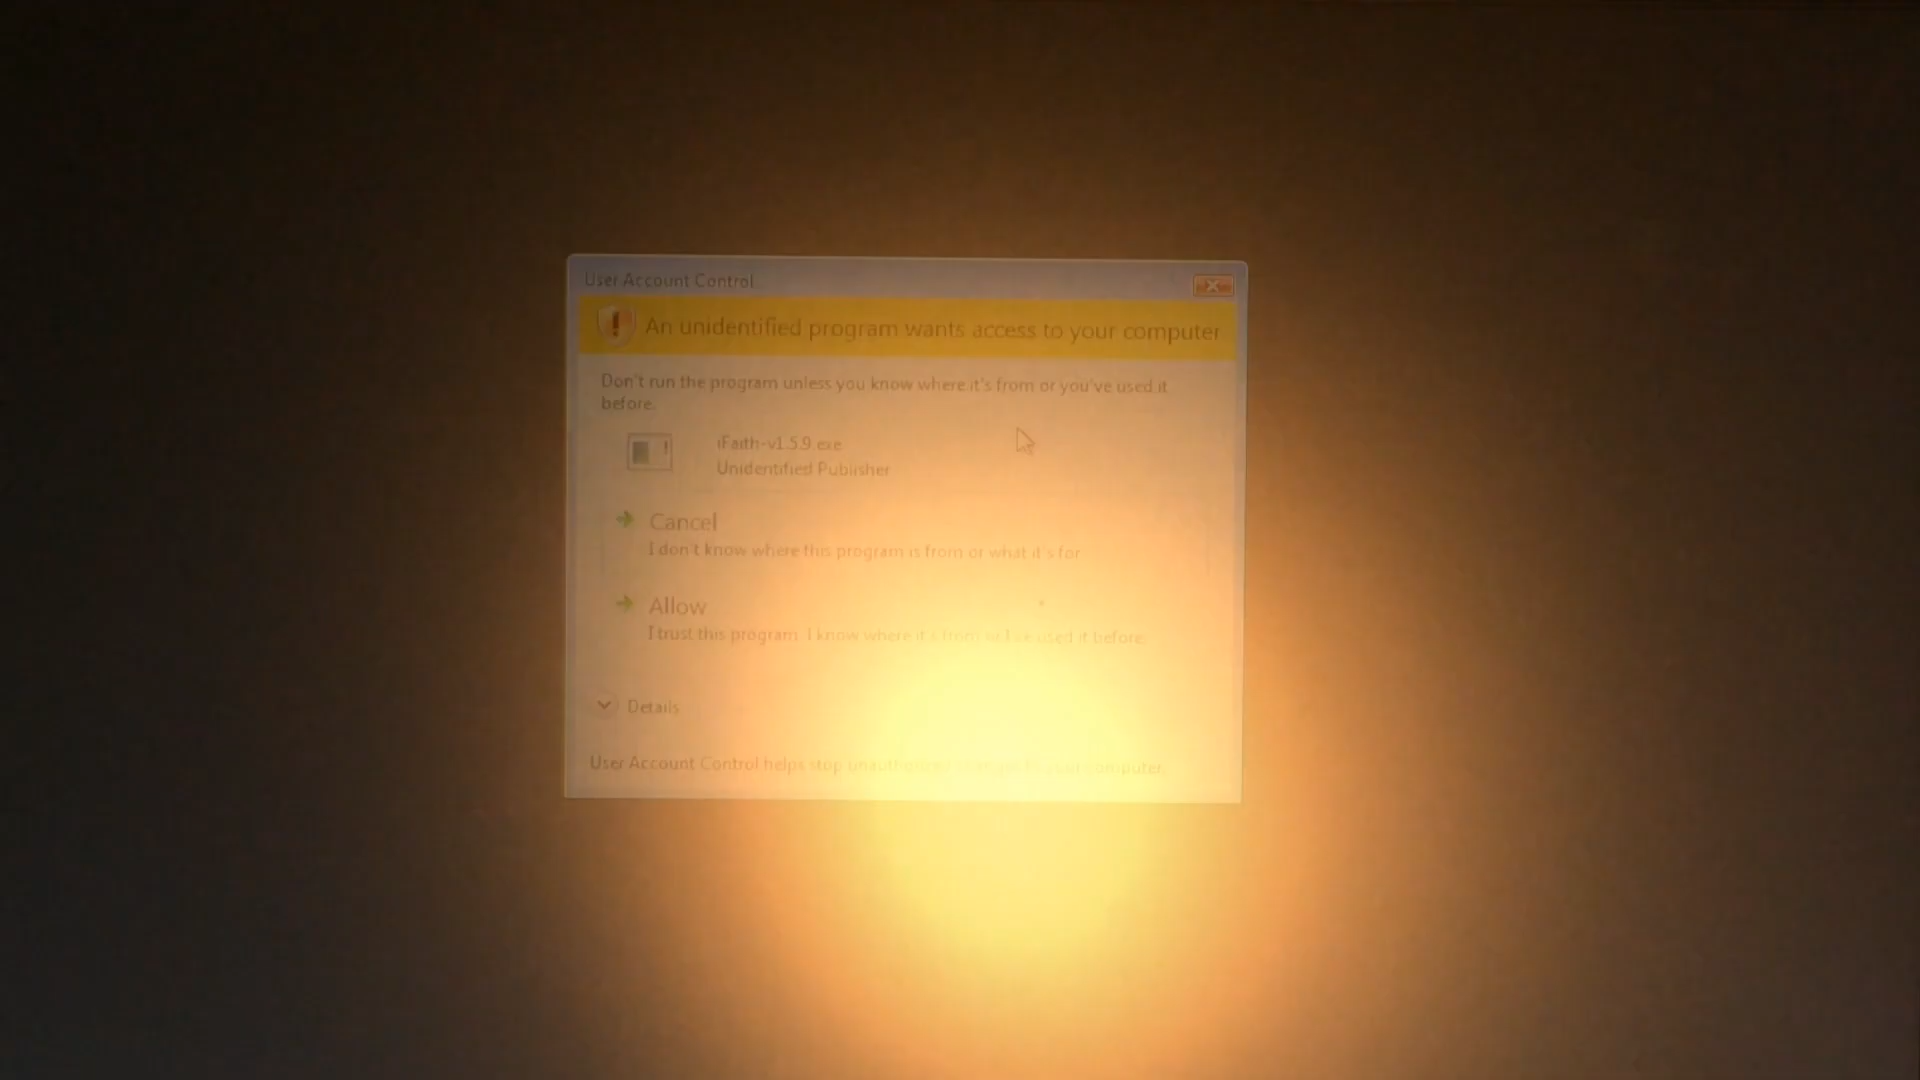 User Account Control
An unidentified program wants access to your computer
Don't run the program unless you know where it's from or you've used it
before.
iFaith-v1.5.9.exe
Unidentified Publisher
Cancel
I don't know where this program is from or what it's for.
Allow
I trust this program. I know where it's from or I've used it before.
Details
User Account Control helps stop unauthorized changes to your computer.